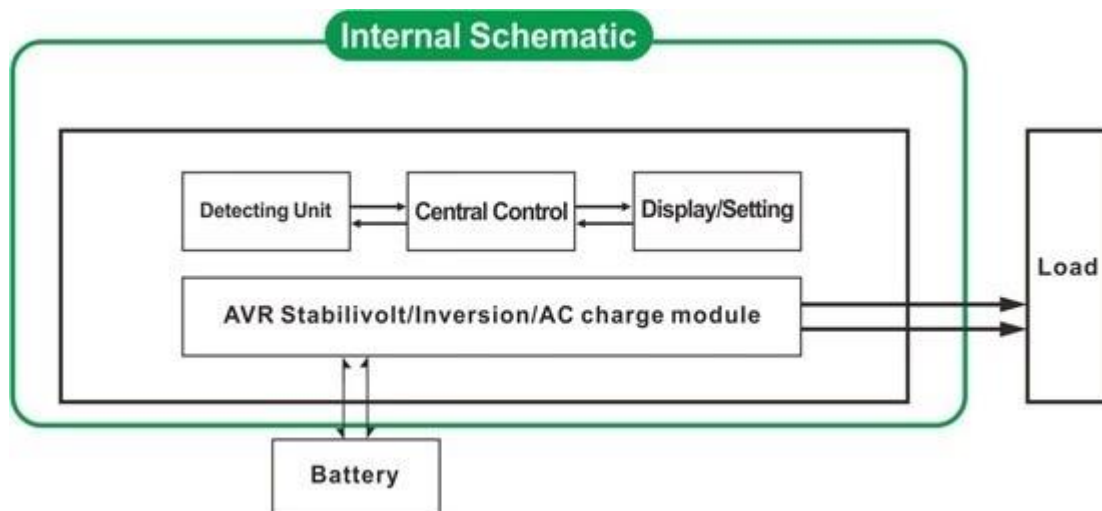 Internal Schematic
Detecting Unit
Central Control
Display/Setting
Load
AVR Stabilivolt/Inversion/AC charge module
Battery